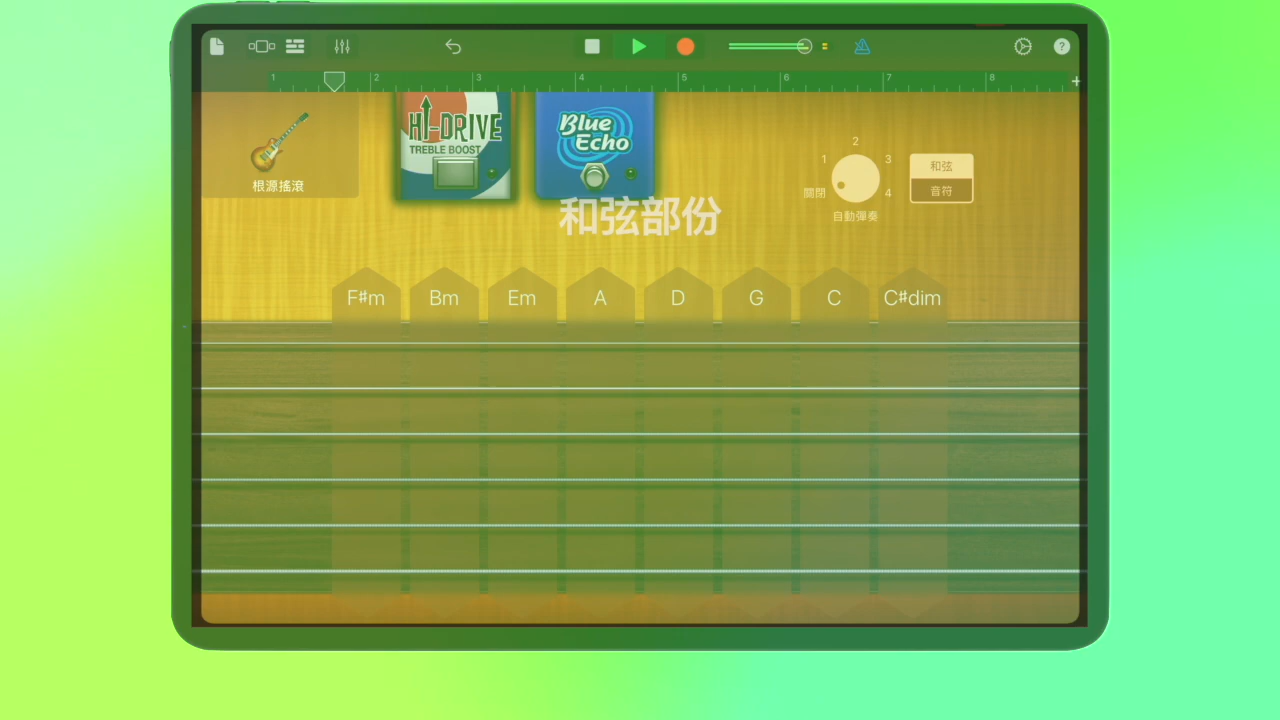 ?
1 2 3 4 5 6 7 8 +
HI-DRIVE
TREBLE BOOST
Blue
Echo
根源搖滾
2
1 3
關閉 4
自動彈奏
和弦
音符
和弦部份
F♯m Bm Em A D G C C♯dim